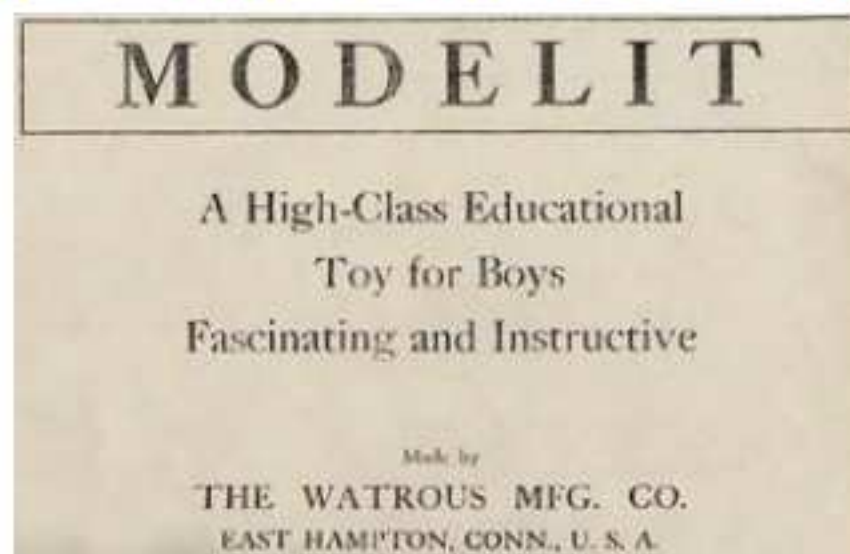 MODELIT
A High-Class Educational
Toy for Boys
Fascinating and Instructive
Made by
THE WATROUS MFG. CO.
EAST HAMPTON, CONN., U. S. A.